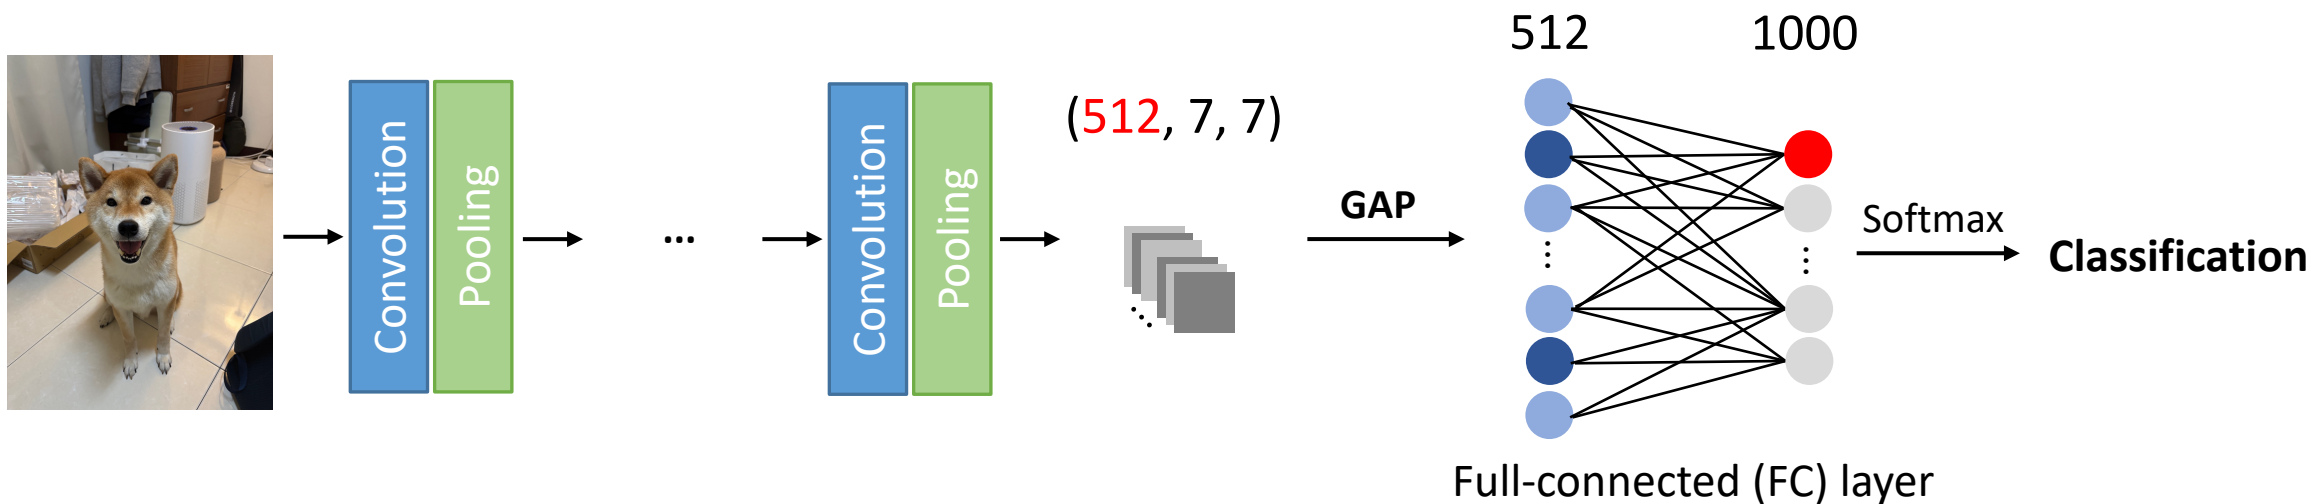 512
1000
(512, 7, 7)
Convolution
Pooling
...
Convolution
Pooling
GAP
Softmax
Classification
Full-connected (FC) layer